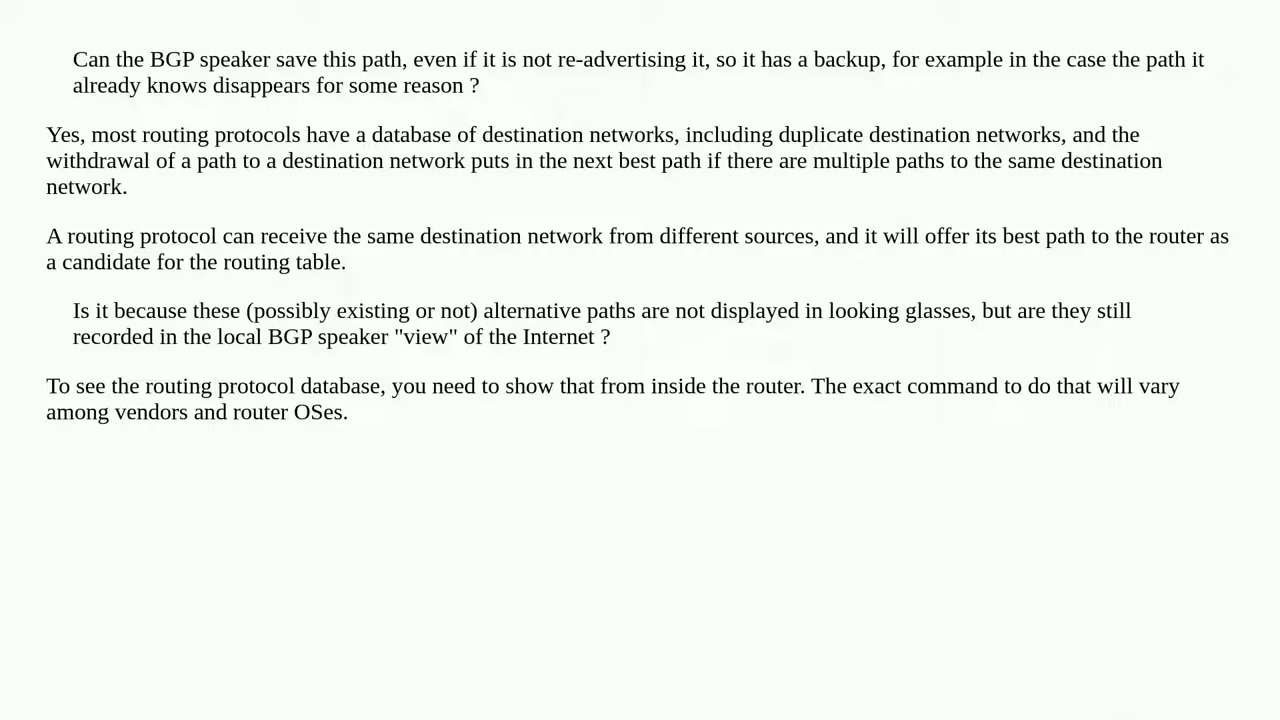 Can the BGP speaker save this path, even if it is not re-advertising it, so it has a backup, for example in the case the path it
already knows disappears for some reason ?
Yes, most routing protocols have a database of destination networks, including duplicate destination networks, and the
withdrawal of a path to a destination network puts in the next best path if there are multiple paths to the same destination
network.
A routing protocol can receive the same destination network from different sources, and it will offer its best path to the router as
a candidate for the routing table.
Is it because these (possibly existing or not) alternative paths are not displayed in looking glasses, but are they still
recorded in the local BGP speaker "view" of the Internet ?
To see the routing protocol database, you need to show that from inside the router. The exact command to do that will vary
among vendors and router OSes.